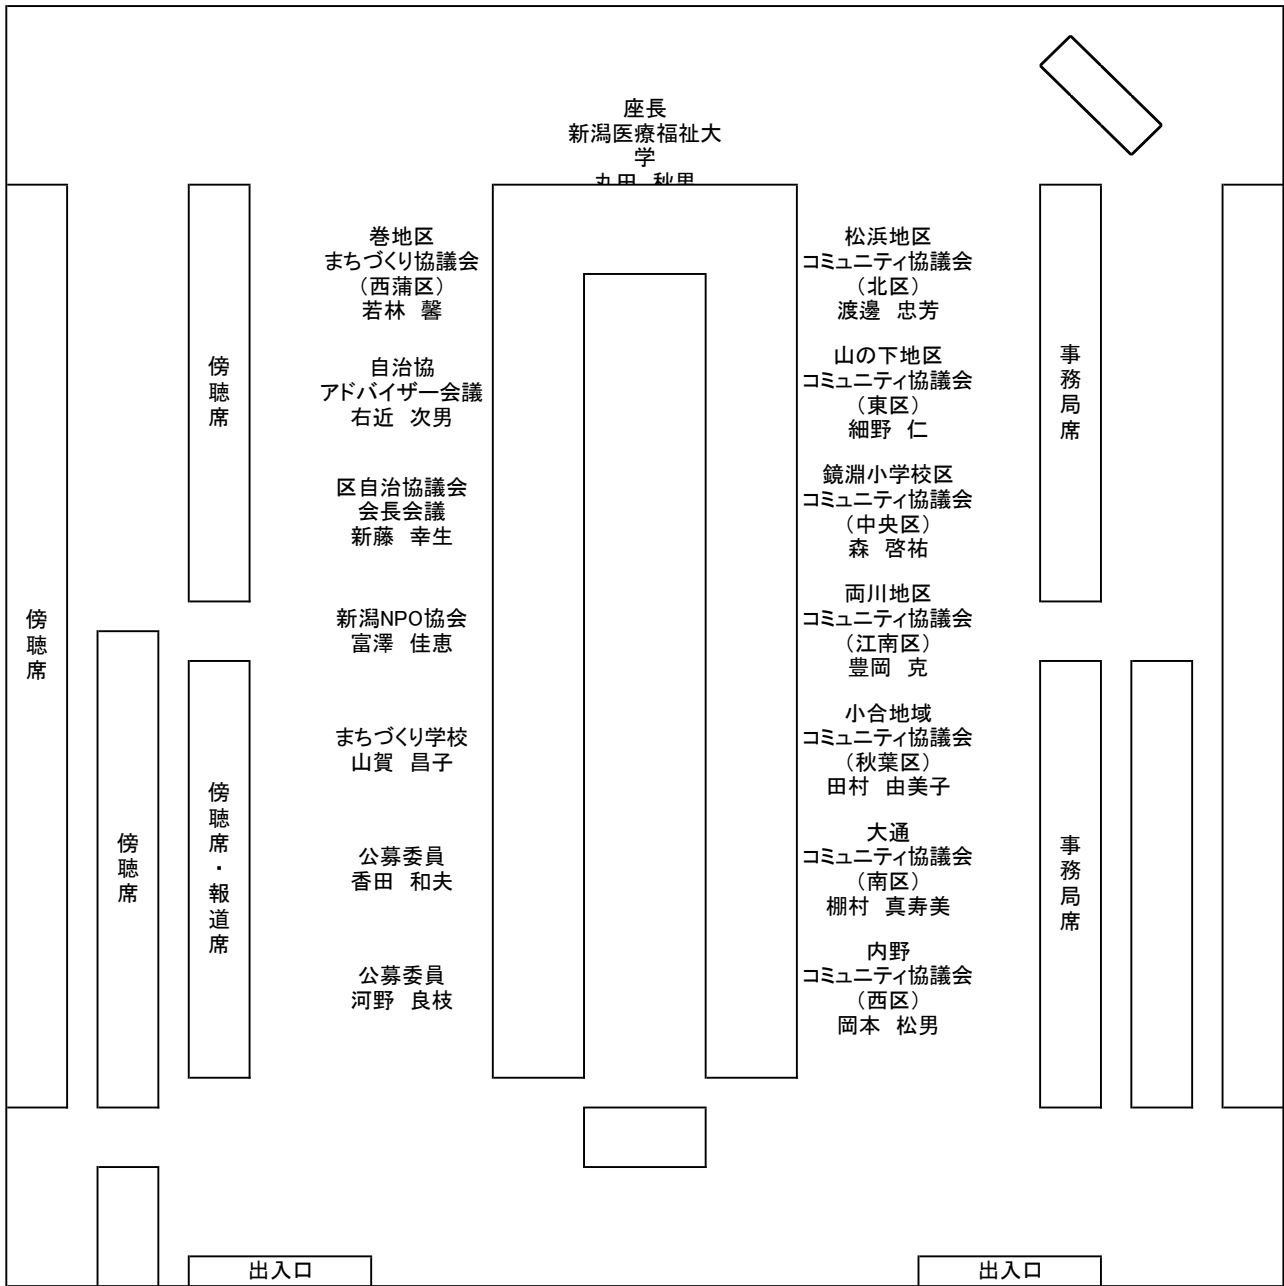 座長
新潟医療福祉大
学
丸田　秋男
巻地区
まちづくり協議会
（西蒲区）
若林　馨
自治協
アドバイザー会議
右近　次男
区自治協議会
会長会議
新藤　幸生
新潟NPO協会
富澤　佳恵
まちづくり学校
山賀　昌子
公募委員
香田　和夫
公募委員
河野　良枝
松浜地区
コミュニティ協議会
（北区）
渡邊　忠芳
山の下地区
コミュニティ協議会
（東区）
細野　仁
鏡淵小学校区
コミュニティ協議会
（中央区）
森　啓祐
両川地区
コミュニティ協議会
（江南区）
豊岡　克
小合地域
コミュニティ協議会
（秋葉区）
田村　由美子
大通
コミュニティ協議会
（南区）
棚村　真寿美
内野
コミュニティ協議会
（西区）
岡本　松男
傍聴席
傍聴席
傍聴席
傍聴席・報道席
事務局席
事務局席
出入口
出入口